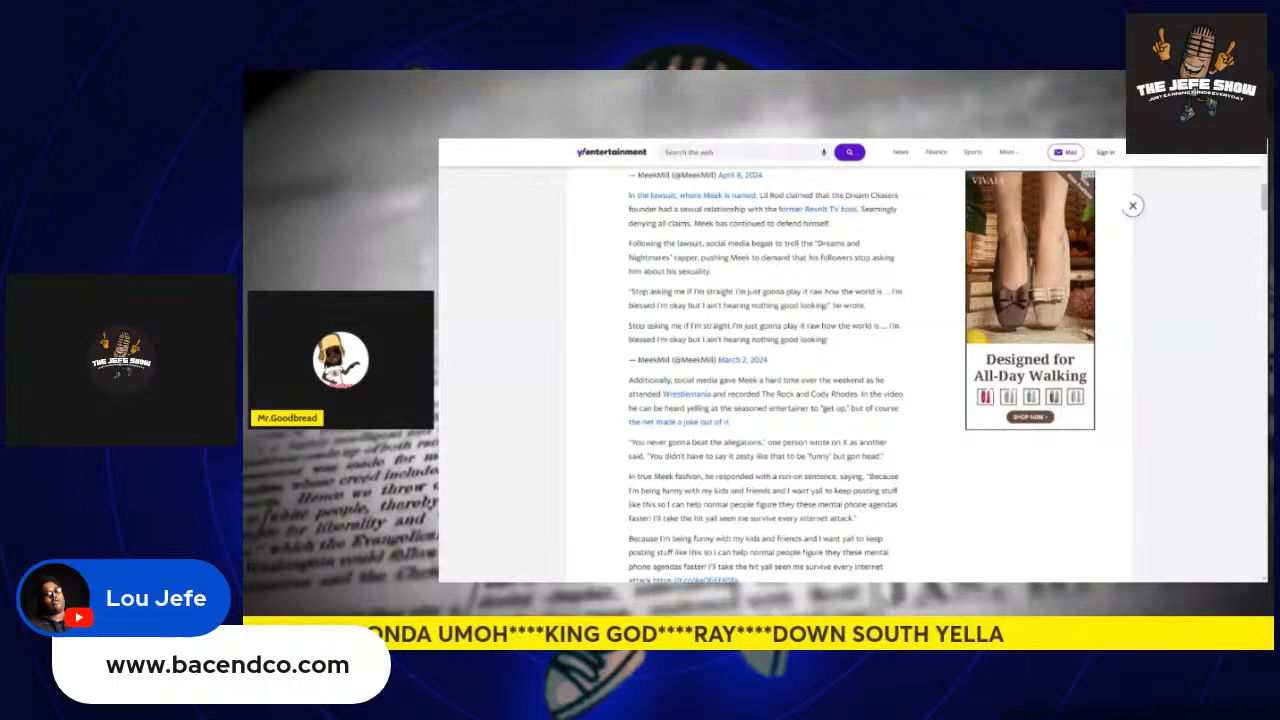 THE JEFE SHOW
JUST EARNING FUNDS EVERYDAY
y/entertainment
Search the web
News
Finance
Sports
More
Mail
Sign in
— MeekMill (@MeekMill) April 8, 2024
In the lawsuit, where Meek is named, Lil Rod claimed that the Dream Chasers
founder had a sexual relationship with the former Revolt TV boss. Seemingly
denying all claims, Meek has continued to defend himself.
Following the lawsuit, social media began to troll the "Dreams and
Nightmares" rapper, pushing Meek to demand that his followers stop asking
him about his sexuality.
"Stop asking me if I'm straight I'm just gonna play it raw how the world is ... I'm
blessed I'm okay but I ain't hearing nothing good looking!" he wrote.
Stop asking me if I'm straight I'm just gonna play it raw how the world is ... I'm
blessed I'm okay but I ain't hearing nothing good looking!
— MeekMill (@MeekMill) March 2, 2024
Additionally, social media gave Meek a hard time over the weekend as he
attended Wrestlemania and recorded The Rock and Cody Rhodes. In the video
he can be heard yelling at the seasoned entertainer to "get up," but of course
the net made a joke out of it.
"You never gonna beat the allegations," one person wrote on X as another
said, "You didn't have to say it zesty like that to be 'funny' but gon head."
In true Meek fashion, he responded with a run-on sentence, saying, "Because
I'm being funny with my kids and friends and I want yall to keep posting stuff
like this so I can help normal people figure they these mental phone agendas
faster! I'll take the hit yall seen me survive every internet attack."
Because I'm being funny with my kids and friends and I want yall to keep
posting stuff like this so I can help normal people figure they these mental
phone agendas faster! I'll take the hit yall seen me survive every internet
attack
VIVAIA
Designed for
All-Day Walking
SHOP NOW >
THE JEFE SHOW
Mr.Goodbread
Lou Jefe
www.bacendco.com
ONDA UMOH****KING GOD****RAY****DOWN SOUTH YELLA